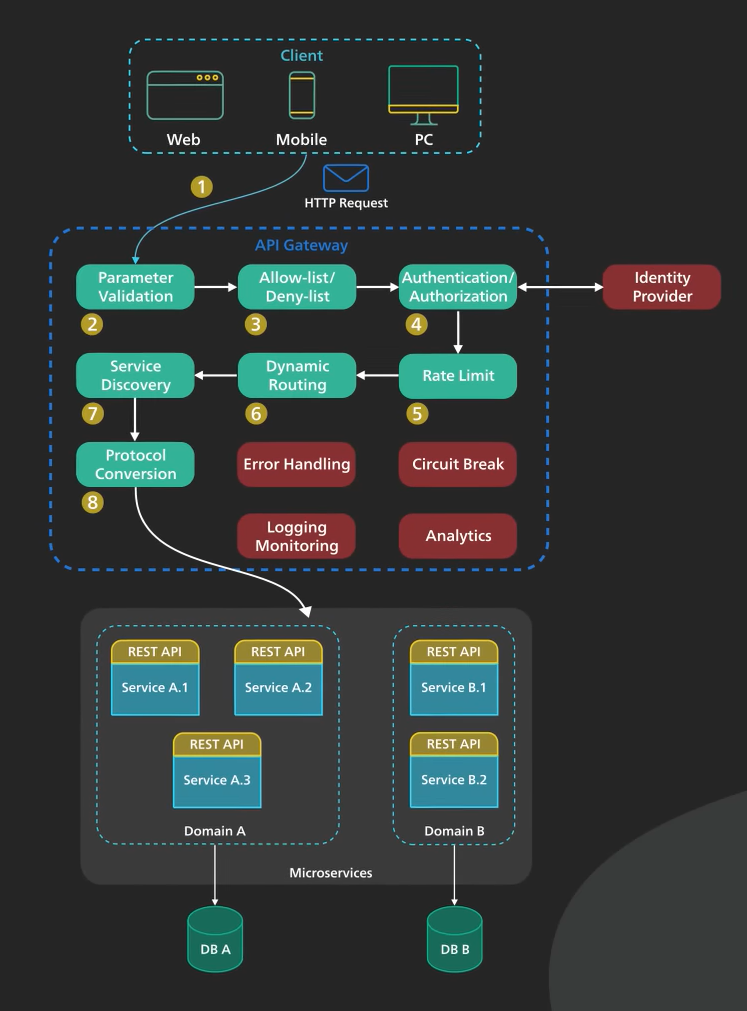 Client
Web
Mobile
PC
1
HTTP Request
API Gateway
Parameter
Validation
Allow-list/
Deny-list
Authentication/
Authorization
Identity
Provider
2
3
4
Service
Discovery
Dynamic
Routing
Rate Limit
7
6
5
Protocol
Conversion
Error Handling
Circuit Break
8
Logging
Monitoring
Analytics
REST API
Service A.1
REST API
Service A.2
REST API
Service B.1
REST API
Service A.3
REST API
Service B.2
Domain A
Domain B
Microservices
DB A
DB B